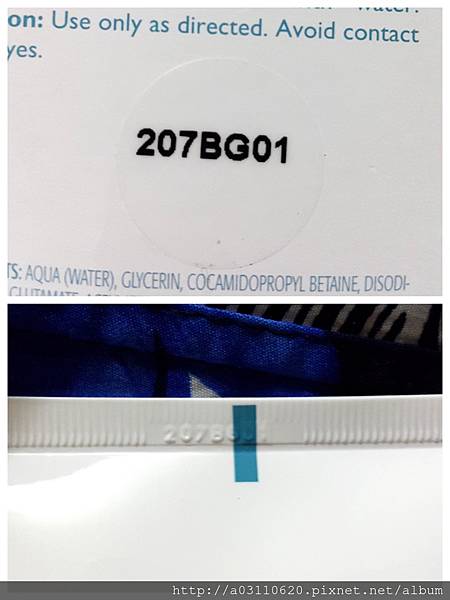 on: Use only as directed. Avoid contact
yes.
207BG01
TS: AQUA (WATER), GLYCERIN, COCAMIDOPROPYL BETAINE, DISODI-
207BG01
http://a03110620.pixnet.net/album